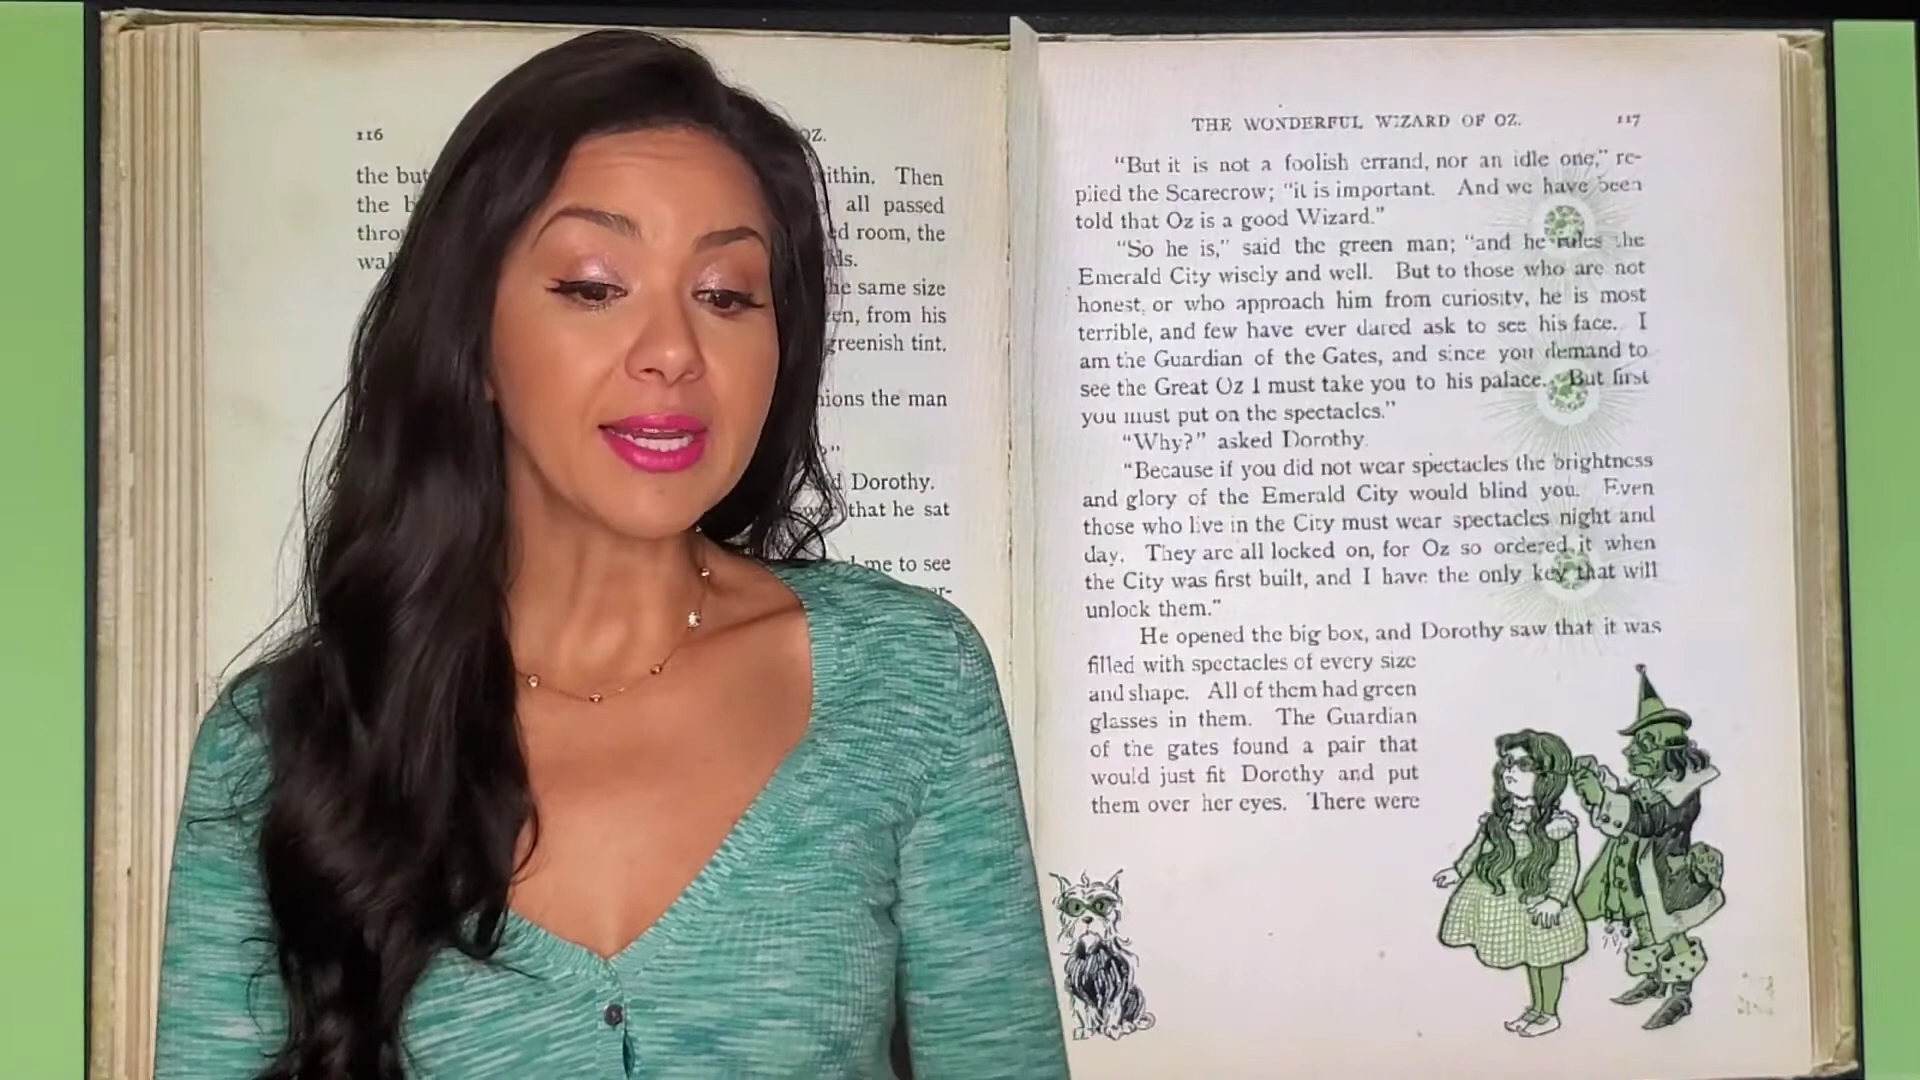 116
OZ.
the but
ithin. Then
the b
all passed
thro
ed room, the
wal
ds.
he same size
en, from his
greenish tint.
ions the man
?"
d Dorothy.
wer that he sat
me to see
THE WONDERFUL WIZARD OF OZ. 117
"But it is not a foolish errand, nor an idle one," re-
plied the Scarecrow; "it is important. And we have been
told that Oz is a good Wizard."
"So he is," said the green man; "and he rules the
Emerald City wisely and well. But to those who are not
honest, or who approach him from curiosity, he is most
terrible, and few have ever dared ask to see his face. I
am the Guardian of the Gates, and since you demand to
see the Great Oz I must take you to his palace. But first
you must put on the spectacles."
"Why?" asked Dorothy.
"Because if you did not wear spectacles the brightness
and glory of the Emerald City would blind you. Even
those who live in the City must wear spectacles night and
day. They are all locked on, for Oz so ordered it when
the City was first built, and I have the only key that will
unlock them."
He opened the big box, and Dorothy saw that it was
filled with spectacles of every size
and shape. All of them had green
glasses in them. The Guardian
of the gates found a pair that
would just fit Dorothy and put
them over her eyes. There were